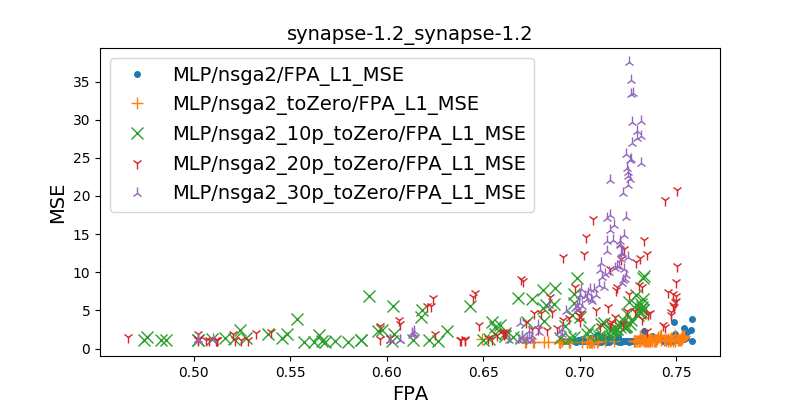 synapse-1.2_synapse-1.2
MLP/nsga2/FPA_L1_MSE
MLP/nsga2_toZero/FPA_L1_MSE
MLP/nsga2_10p_toZero/FPA_L1_MSE
MLP/nsga2_20p_toZero/FPA_L1_MSE
MLP/nsga2_30p_toZero/FPA_L1_MSE
MSE
35
30
25
20
15
10
5
0
0.50
0.55
0.60
0.65
0.70
0.75
FPA